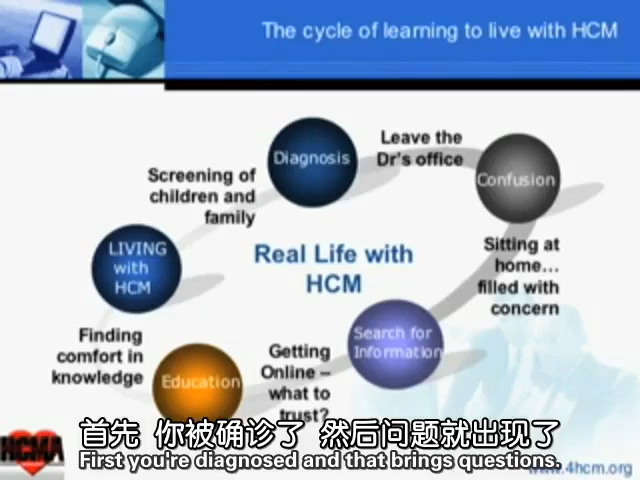 The cycle of learning to live with HCM
Diagnosis
Leave the
Dr's office
Confusion
Screening of
children and
family
LIVING
with
HCM
Real Life with
HCM
Sitting at
home...
filled with
concern
Search for
Information
Finding
comfort in
knowledge
Education
Getting
Online –
what to
trust?
首先 你被确诊了 然后问题就出现了
First you're diagnosed and that brings questions.
HCMA
www.4hcm.org